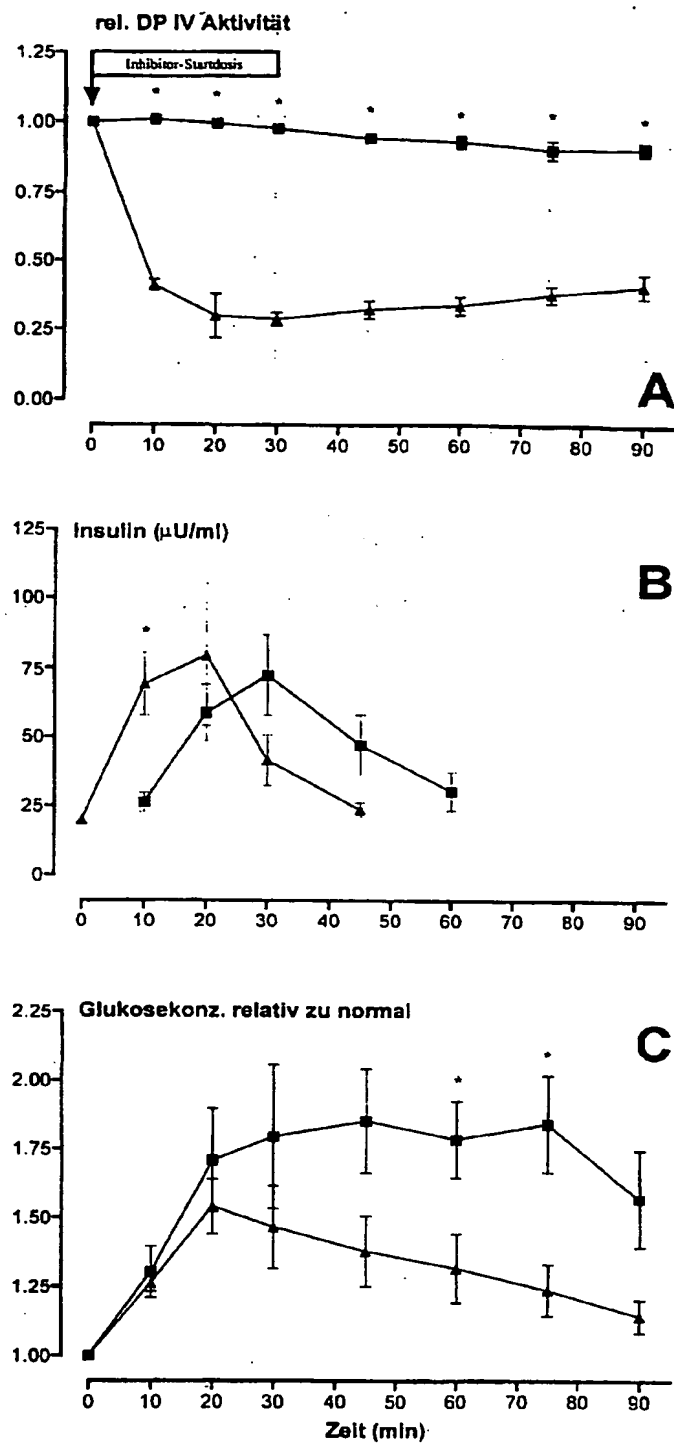 rel. DP IV Aktivität
1.25
Inhibitor-Startdosis
* * * * * * *
1.00
0.75
0.50
0.25
0.00
A
0 10 20 30 40 50 60 70 80 90
125 Insulin (µU/ml)
B
100
*
75
50
25
0
0 10 20 30 40 50 60 70 80 90
2.25 Glukosekonz. relativ zu normal
C
* *
2.00
1.75
1.50
1.25
1.00
0 10 20 30 40 50 60 70 80 90
Zeit (min)